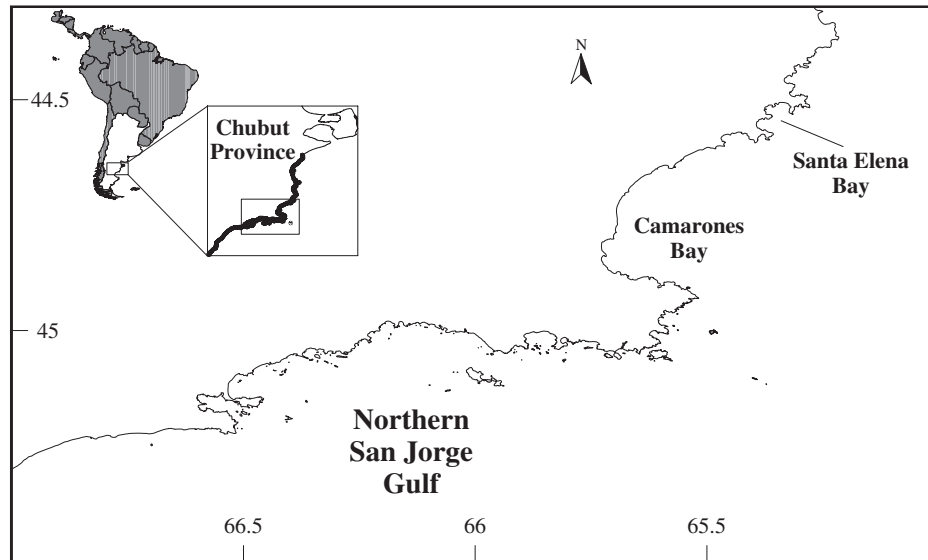 N
44.5
Chubut
Province
Santa Elena
Bay
Camarones
Bay
45
Northern
San Jorge
Gulf
66.5
66
65.5